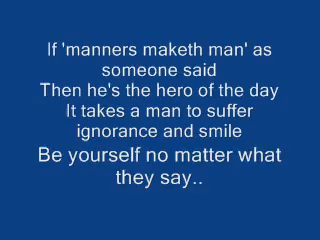 If 'manners maketh man' as
someone said
Then he's the hero of the day
It takes a man to suffer
ignorance and smile
Be yourself no matter what
they say..